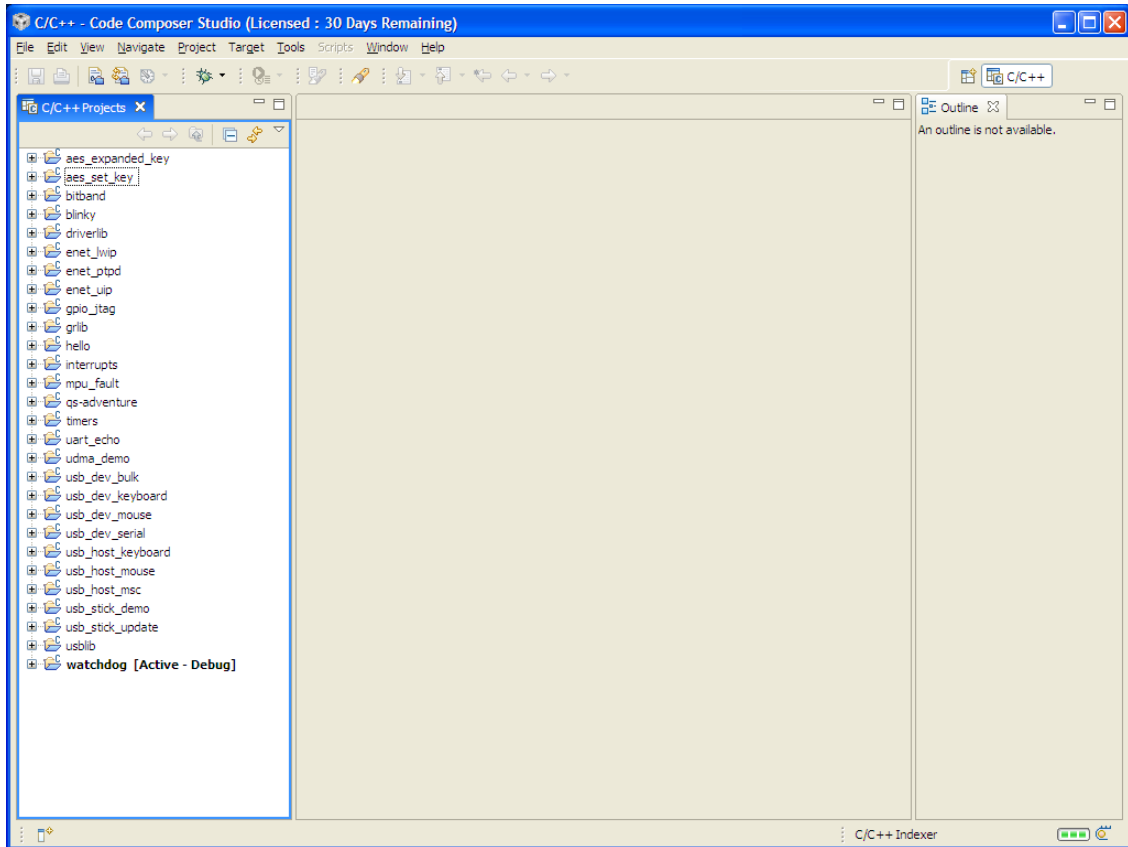 C/C++ - Code Composer Studio (Licensed : 30 Days Remaining)
File Edit View Navigate Project Target Tools Scripts Window Help
C/C++
C/C++ Projects
Outline
An outline is not available.
aes_expanded_key
aes_set_key
bitband
blinky
driverlib
enet_lwip
enet_ptpd
enet_uip
gpio_jtag
grlib
hello
interrupts
mpu_fault
qs-adventure
timers
uart_echo
udma_demo
usb_dev_bulk
usb_dev_keyboard
usb_dev_mouse
usb_dev_serial
usb_host_keyboard
usb_host_mouse
usb_host_msc
usb_stick_demo
usb_stick_update
usblib
watchdog [Active - Debug]
C/C++ Indexer